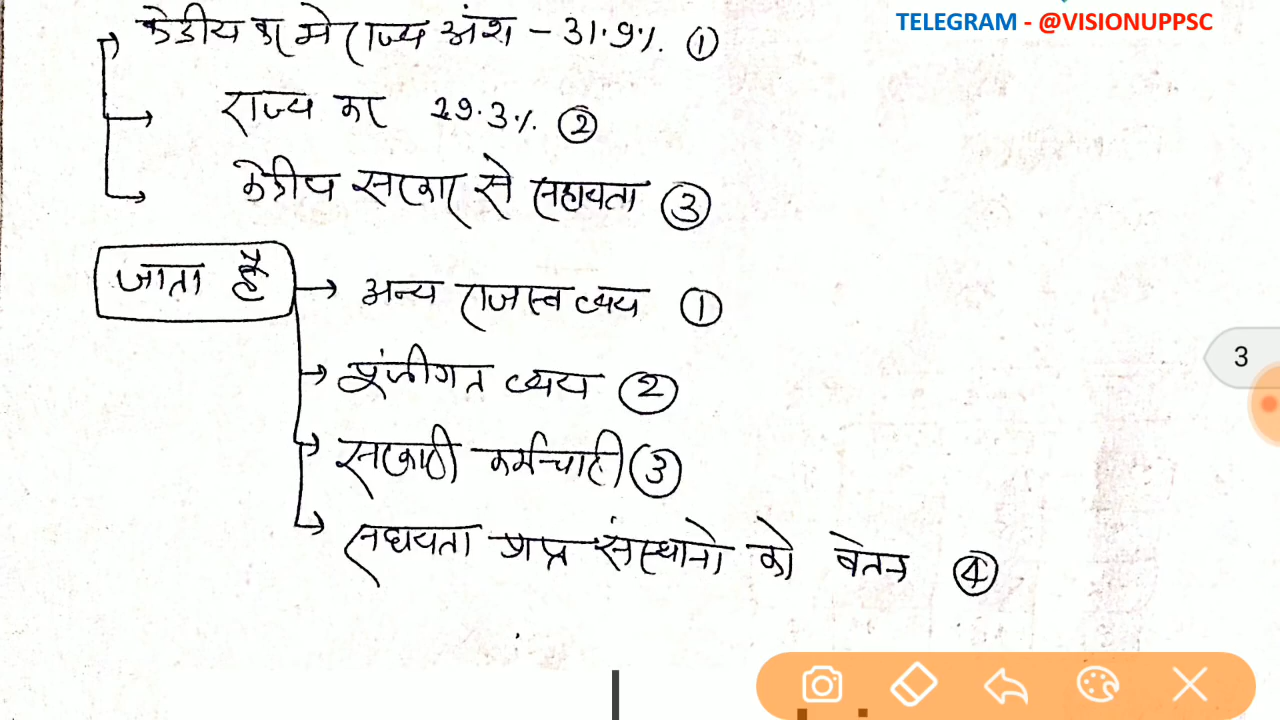 TELEGRAM - @VISIONUPPSC
केंद्रीय कर मे राज्य अंश - 31.9% ①
राज्य कर 29.3% ②
केंद्रीय सरकार से सहायता ③
जाता है
अन्य राजस्व व्यय ①
पूंजीगत व्यय ②
सरकारी कर्मचारी ③
सहायता प्राप्त संस्थानो को वेतन ④
3